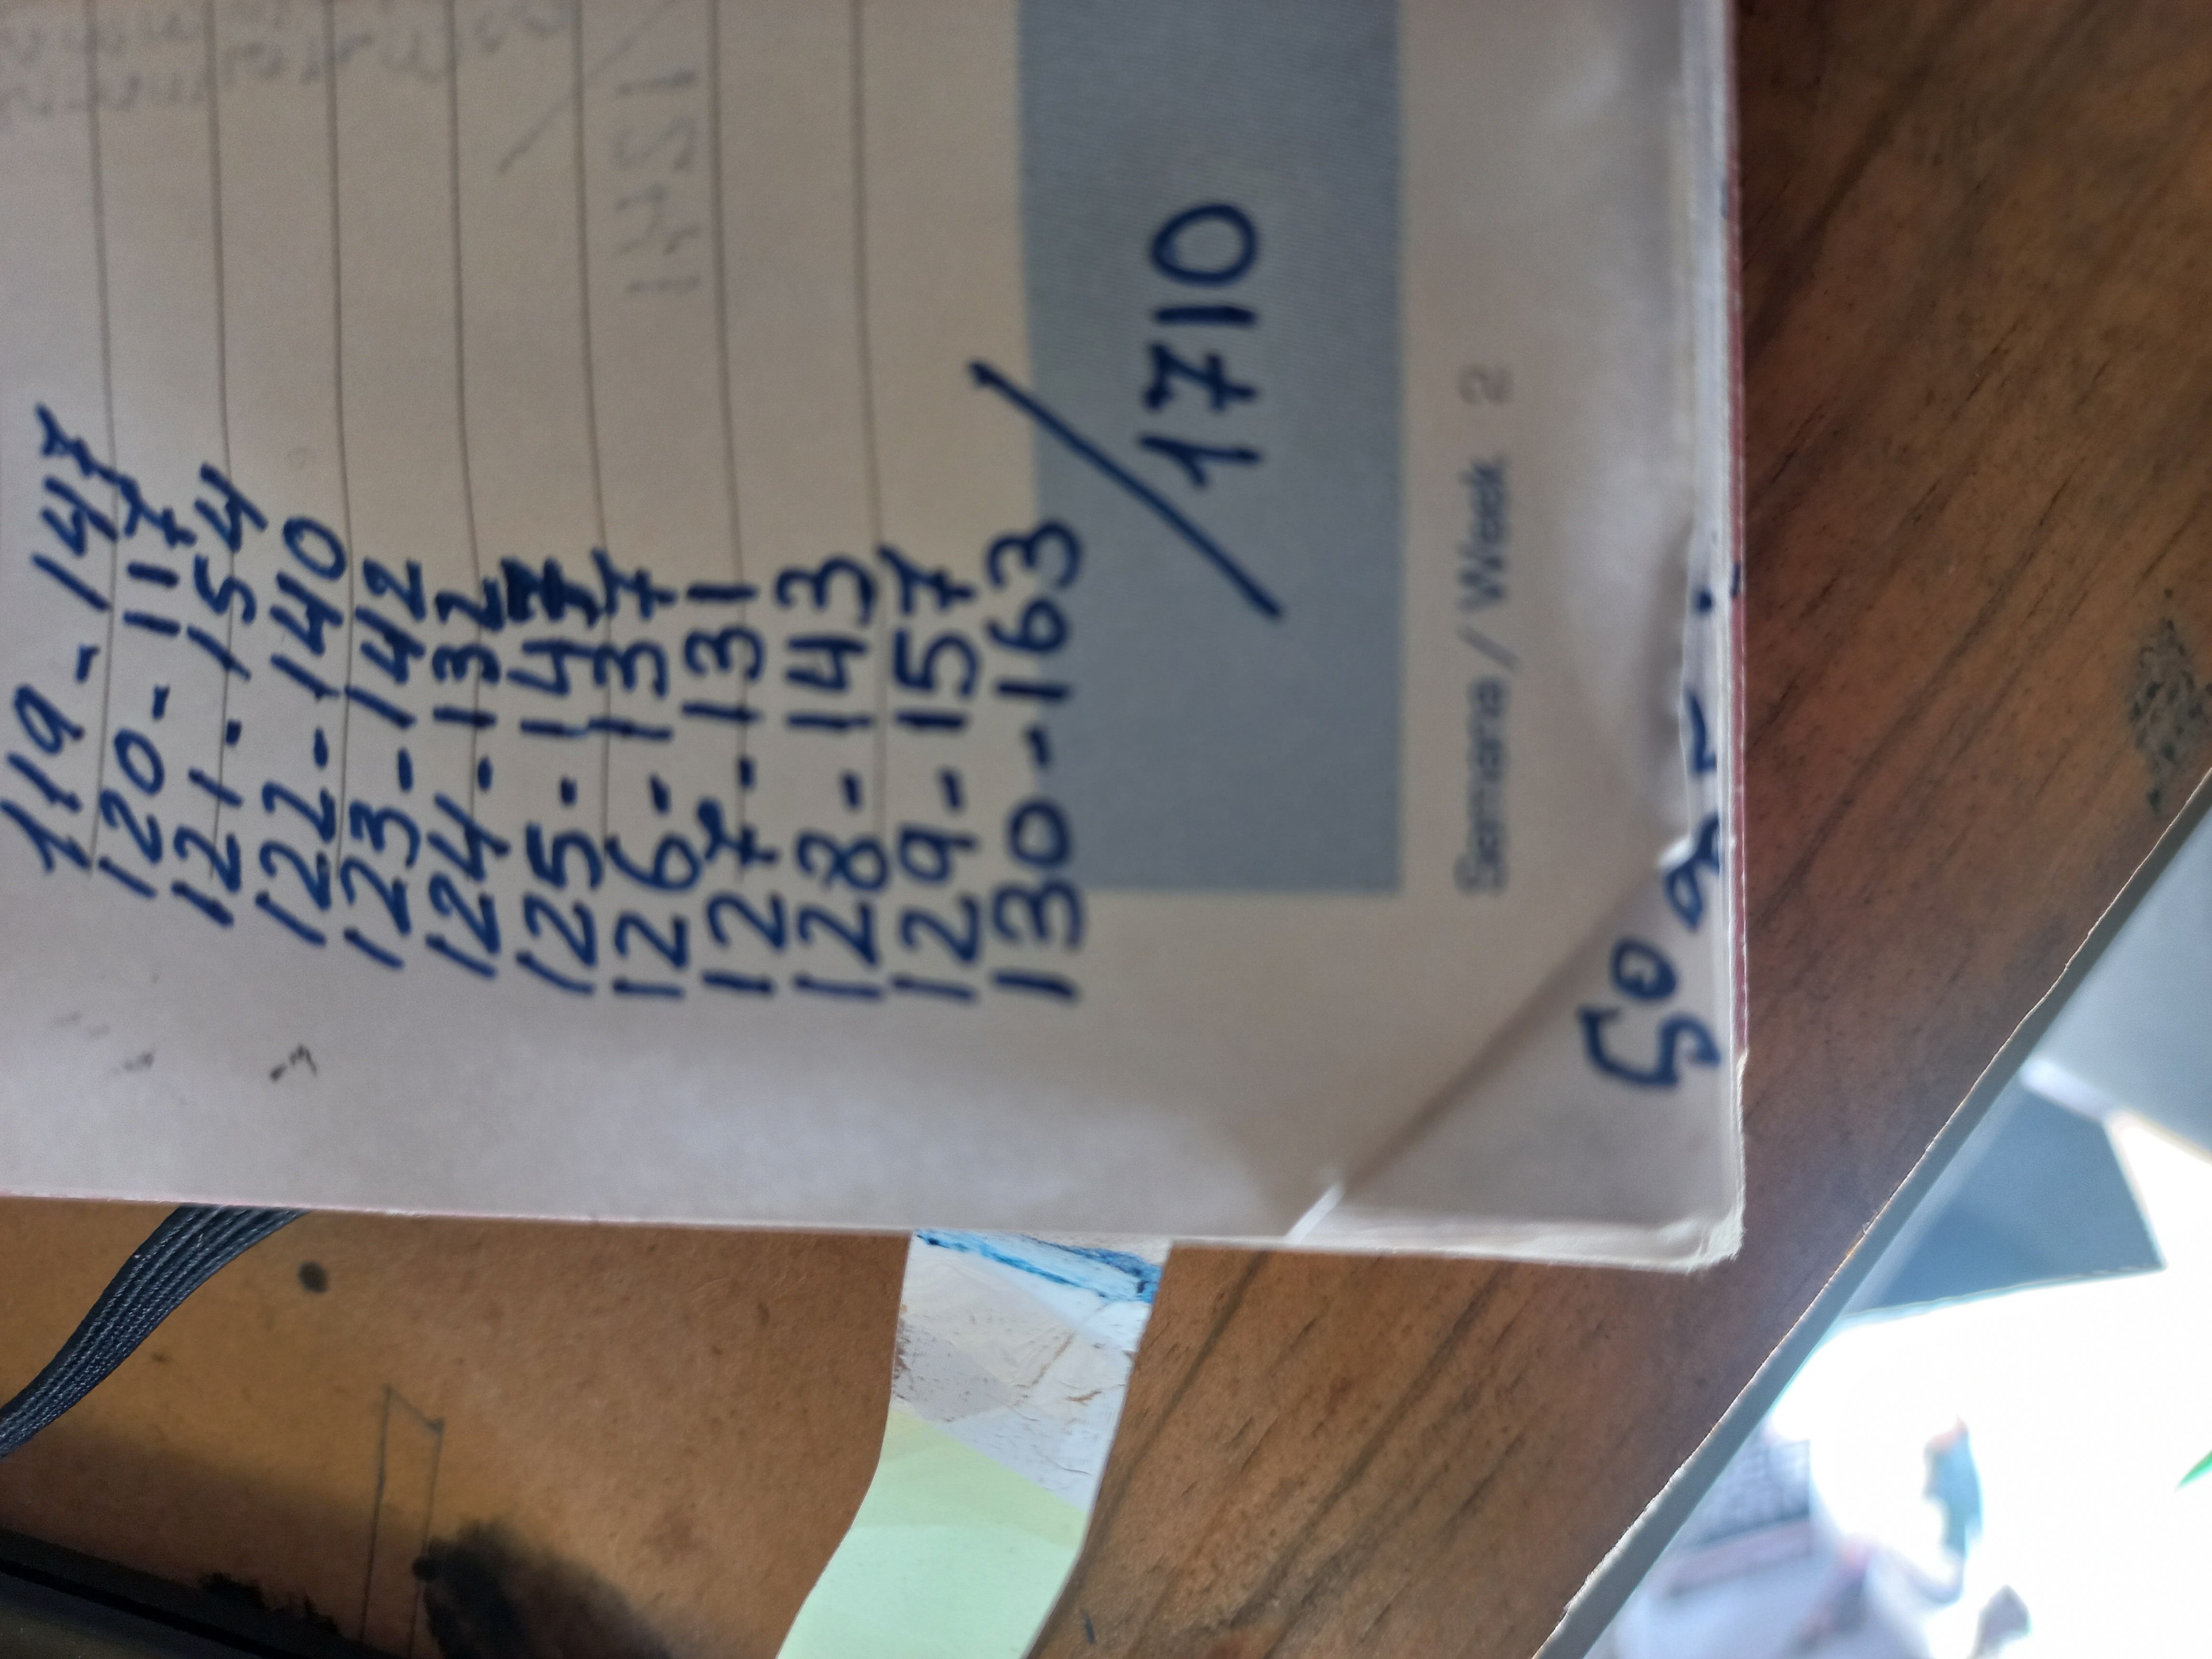 119 - 147
120 - 117
121 - 154
122 - 140
123 - 142
124 - 132
125 - 147
126 - 137
127 - 131
128 - 143
129 - 157
130 - 163
1710
Semana / Week 2